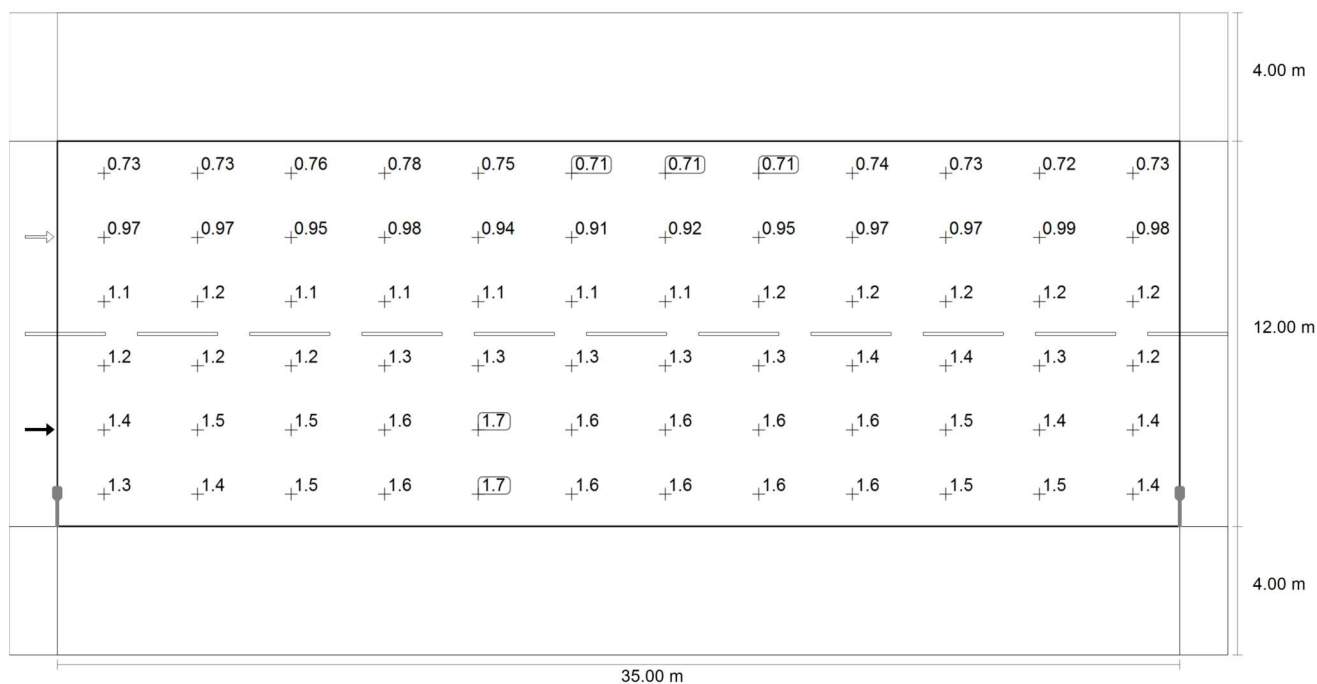 4.00 m
0.73 0.73 0.76 0.78 0.75 0.71 0.71 0.71 0.74 0.73 0.72 0.73
0.97 0.97 0.95 0.98 0.94 0.91 0.92 0.95 0.97 0.97 0.99 0.98
1.1 1.2 1.1 1.1 1.1 1.1 1.1 1.2 1.2 1.2 1.2 1.2
12.00 m
1.2 1.2 1.2 1.3 1.3 1.3 1.3 1.3 1.4 1.4 1.3 1.2
1.4 1.5 1.5 1.6 1.7 1.6 1.6 1.6 1.6 1.5 1.4 1.4
1.3 1.4 1.5 1.6 1.7 1.6 1.6 1.6 1.6 1.5 1.5 1.4
4.00 m
35.00 m